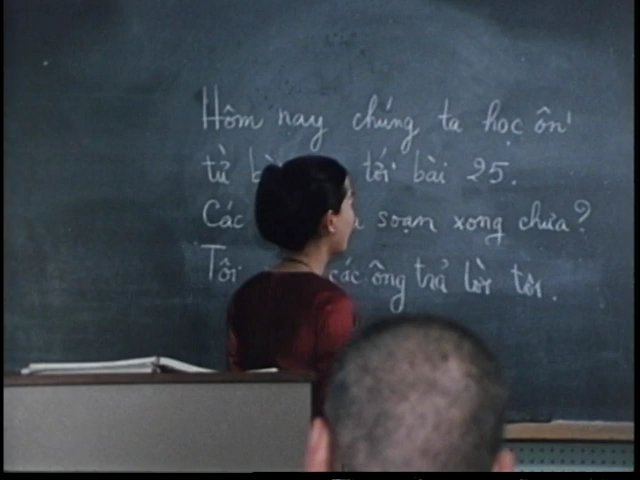 Hôm nay chúng ta học ôn
từ tới bài 25.
Các soạn xong chưa?
Tôi các ông trả lời tôi.